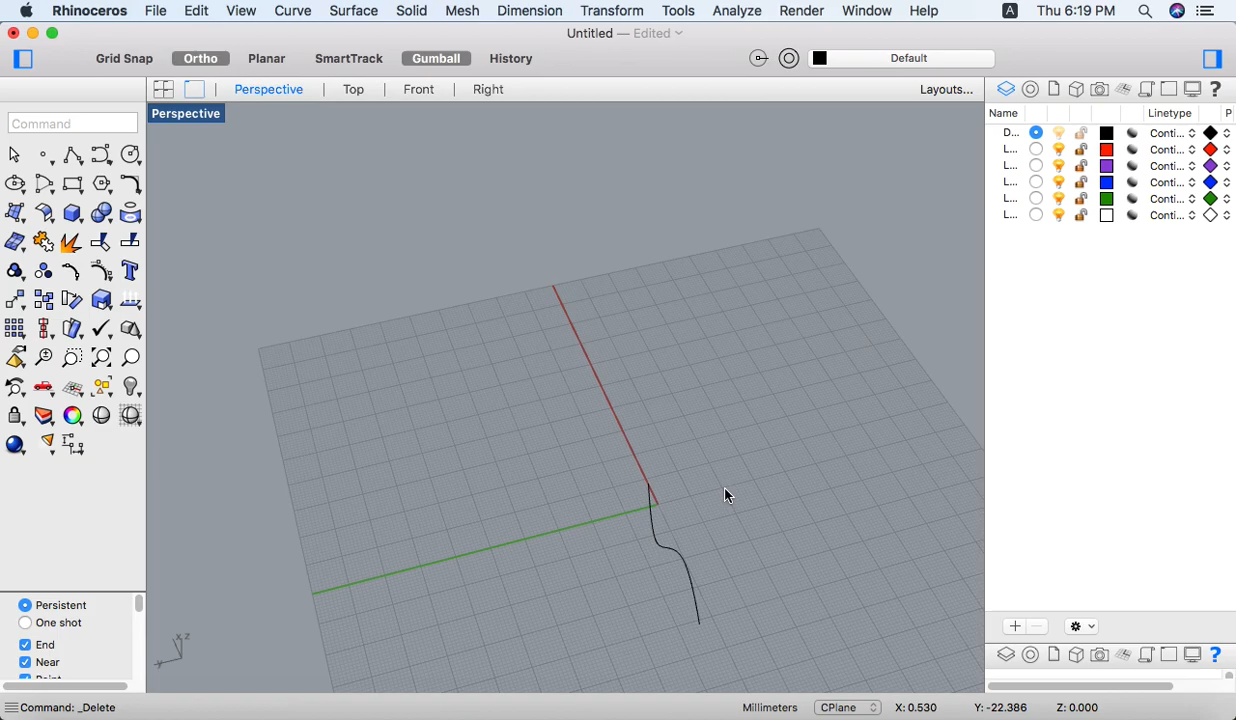 Rhinoceros File Edit View Curve Surface Solid Mesh Dimension Transform Tools Analyze Render Window Help A Thu 6:19 PM
Untitled — Edited
Grid Snap Ortho Planar SmartTrack Gumball History Default
Perspective Top Front Right Layouts...
Perspective
Command
Name Linetype P
D... Conti...
L... Conti...
L... Conti...
L... Conti...
L... Conti...
L... Conti...
Persistent
One shot
End
Near
x z
y
Command: _Delete
Millimeters CPlane X: 0.530 Y: -22.386 Z: 0.000